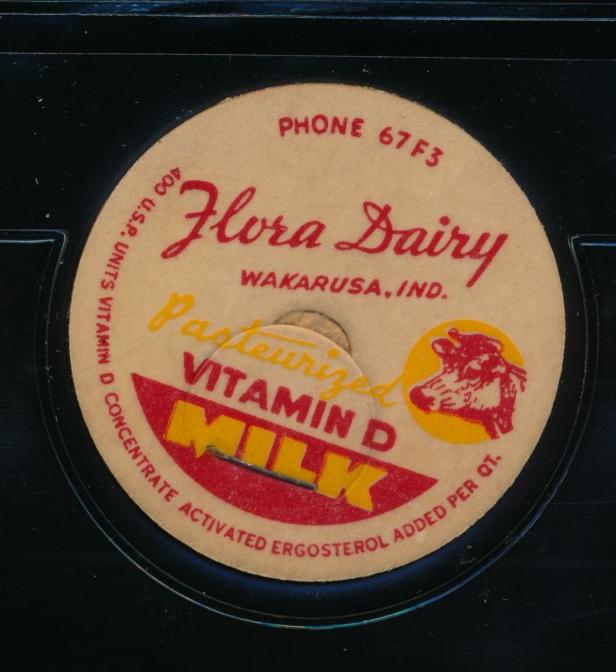 PHONE 67F3
Flora Dairy
WAKARUSA, IND.
Pasteurized
VITAMIN D
MILK
400 U.S.P. UNITS VITAMIN D CONCENTRATE ACTIVATED ERGOSTEROL ADDED PER QT.